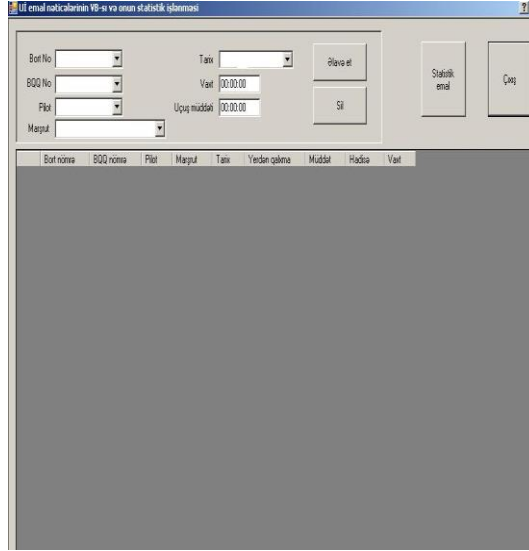 Uİ emal nəticələrinin VB-sı və onun statistik işlənməsi
Bort No
Tarix
Əlavə et
BQQ No
Vaxt 00:00:00
Statistik
emal
Çıxış
Pilot
Uçuş müddəti 00:00:00
Sil
Marşrut
Bort nömrə BQQ nömrə Pilot Marşrut Tarix Yerdən qalxma Müddət Hadisə Vaxt